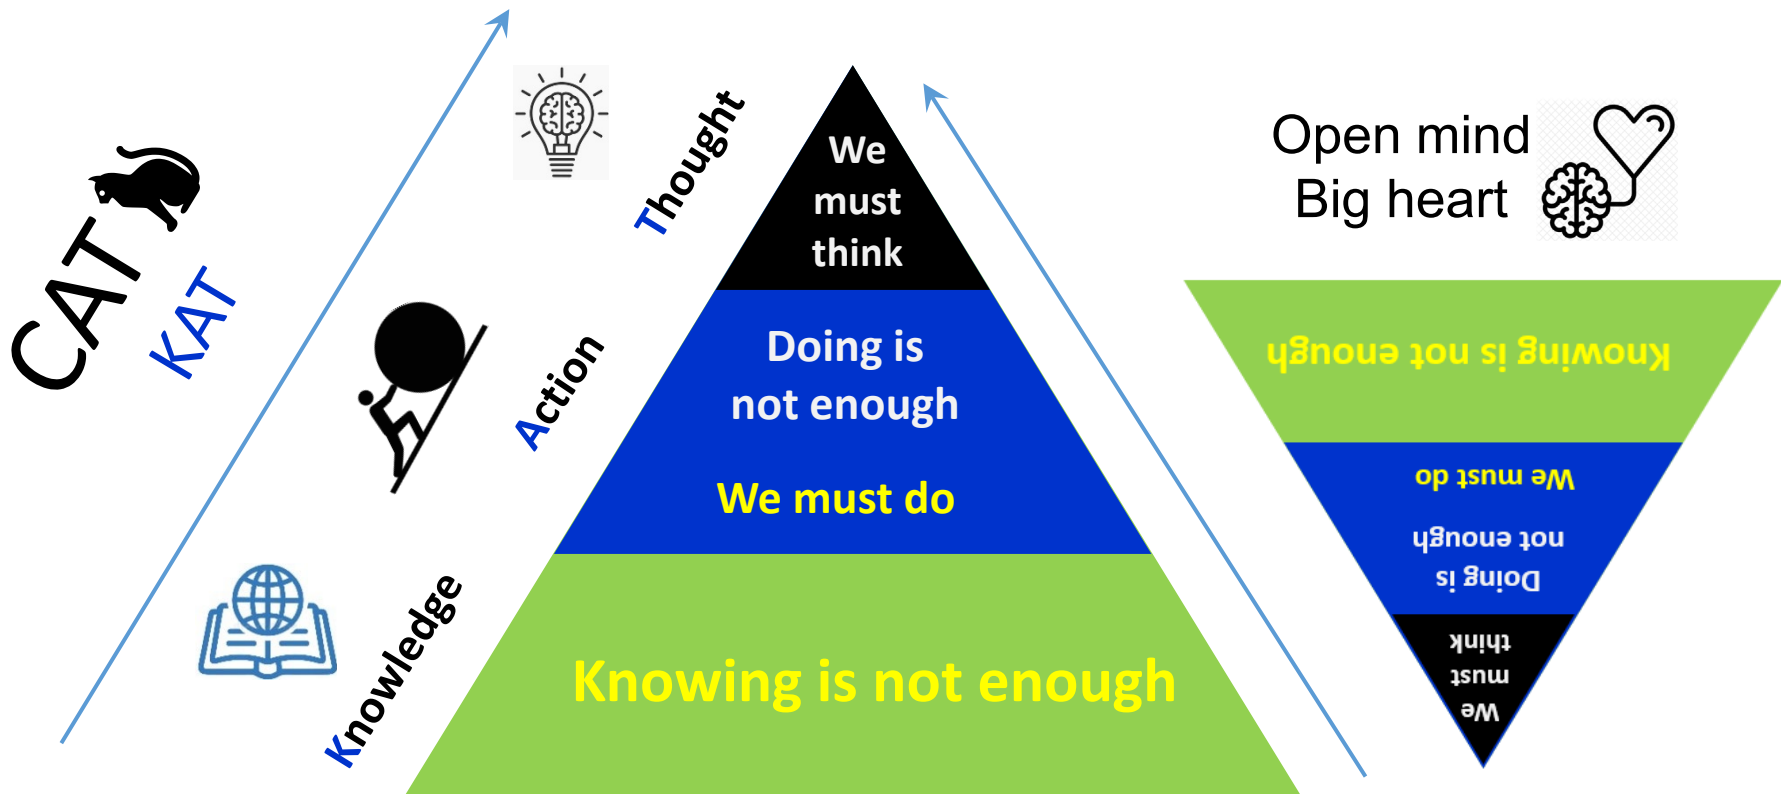 CAT
KAT
Thought
Action
Knowledge
We
must
think
Doing is
not enough
We must do
Knowing is not enough
Open mind
Big heart
Knowing is not enough
We must do
Doing is
not enough
We
must
think